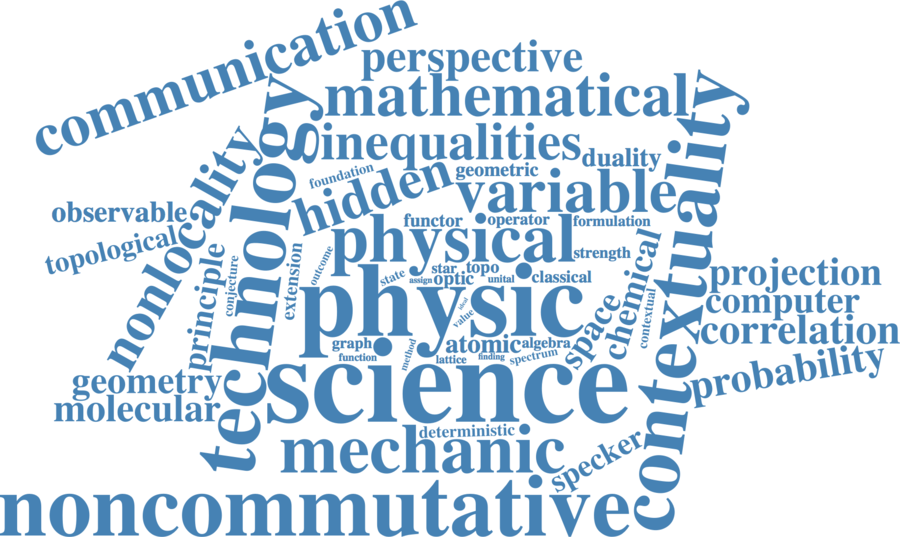 communication
perspective
mathematical
technology
inequalities
duality
contextuality
nonlocality
foundation
geometric
hidden
variable
observable
functor
operator
formulation
topological
physical
strength
principle
conjecture
extension
outcome
state
star
topo
assign
optic
unital
classical
chemical
contextual
projection
physic
ideal
value
space
computer
correlation
graph
function
method
atomic
algebra
lattice
finding
spectrum
probability
geometry
molecular
science
deterministic
mechanic
specker
noncommutative